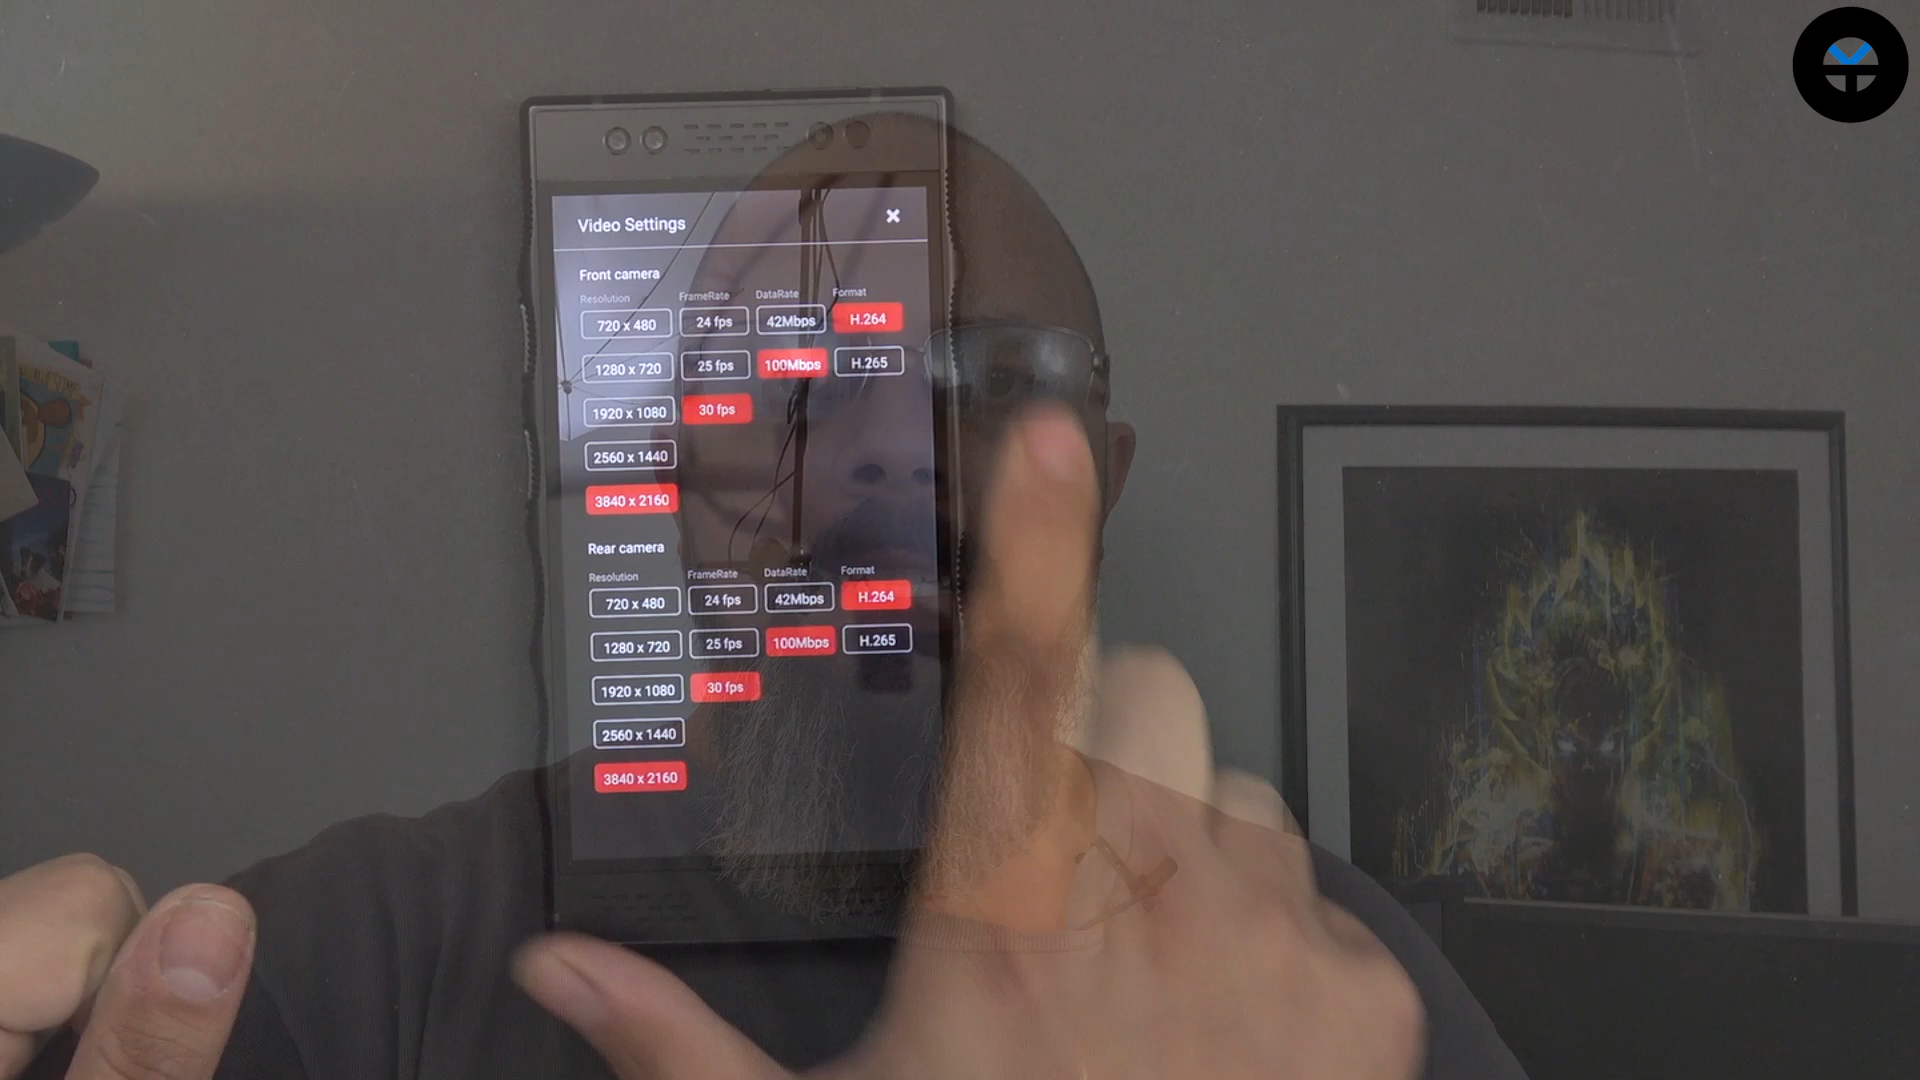 Video Settings ×
Front camera
Resolution FrameRate DataRate Format
720 x 480 24 fps 42Mbps H.264
1280 x 720 25 fps 100Mbps H.265
1920 x 1080 30 fps
2560 x 1440
3840 x 2160
Rear camera
Resolution FrameRate DataRate Format
720 x 480 24 fps 42Mbps H.264
1280 x 720 25 fps 100Mbps H.265
1920 x 1080 30 fps
2560 x 1440
3840 x 2160